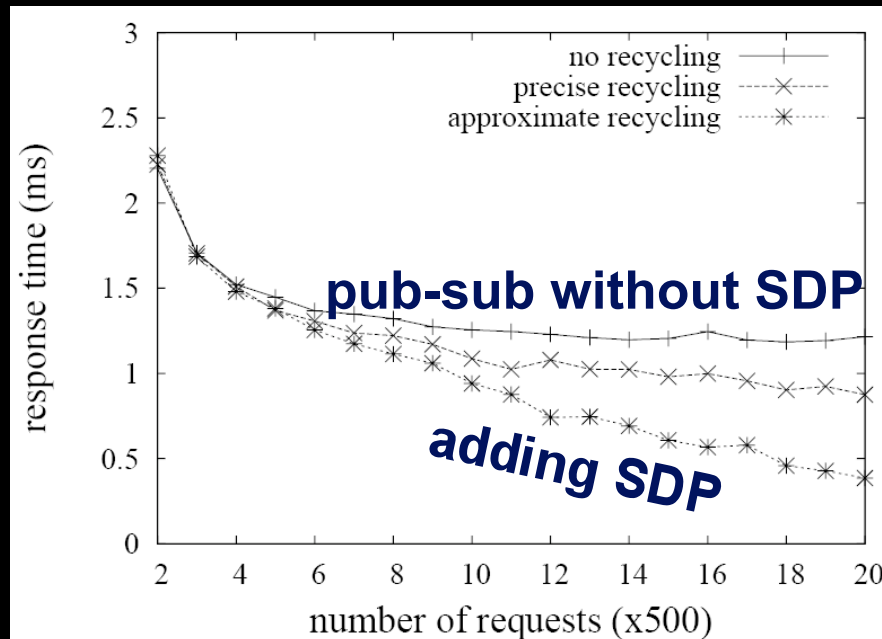 3
2.5
2
1.5
1
0.5
0
response time (ms)
no recycling
precise recycling
approximate recycling
pub-sub without SDP
adding SDP
2 4 6 8 10 12 14 16 18 20
number of requests (x500)